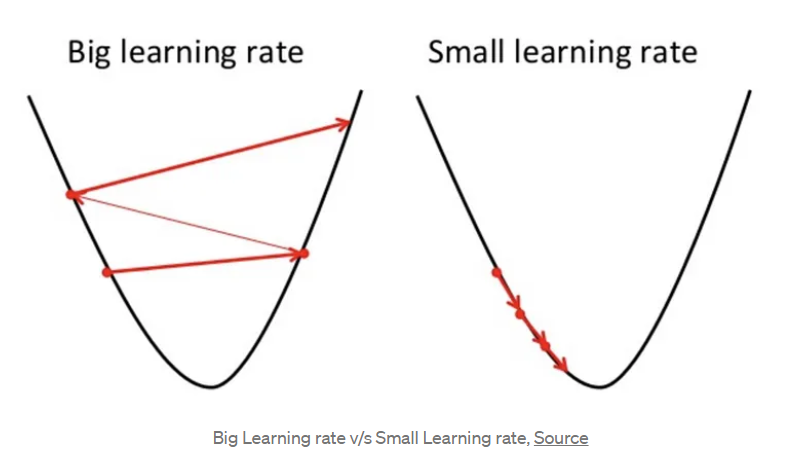 Big learning rate
Small learning rate
Big Learning rate v/s Small Learning rate, Source